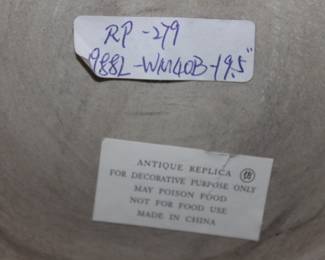 RP-279
988L-WM40B-19.5"
ANTIQUE REPLICA
FOR DECORATIVE PURPOSE ONLY
MAY POISON FOOD
NOT FOR FOOD USE
MADE IN CHINA